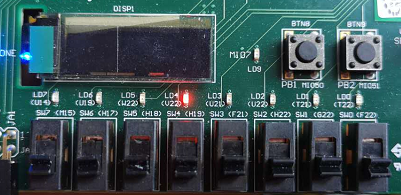 DISP1
BTN8
BTN9
ONE
MIO7
LD9
PB1
MIO50
PB2
MIO51
LD7
LD6
LD5
LD4
LD3
LD2
LD1
LD0
(U14)
(U19)
(W22)
(V22)
(U21)
(U22)
(T21)
(T22)
SW7 (M15)
SW6 (H17)
SW5 (H18)
SW4 (H19)
SW3 (F21)
SW2 (H22)
SW1 (G22)
SW0 (F22)